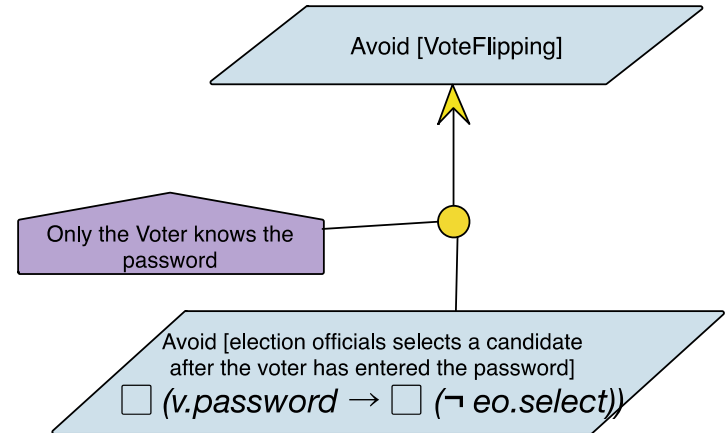 Avoid [VoteFlipping]
Only the Voter knows the
password
Avoid [election officials selects a candidate
after the voter has entered the password]
□ (v.password → □ (¬ eo.select))